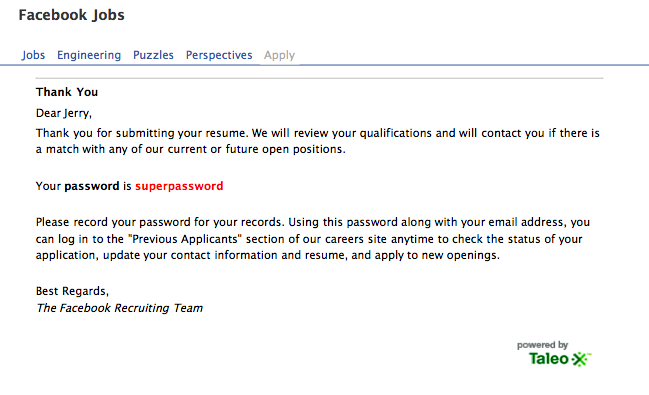 Facebook Jobs
Jobs Engineering Puzzles Perspectives Apply
Thank You
Dear Jerry,
Thank you for submitting your resume. We will review your qualifications and will contact you if there is
a match with any of our current or future open positions.
Your password is superpassword
Please record your password for your records. Using this password along with your email address, you
can log in to the "Previous Applicants" section of our careers site anytime to check the status of your
application, update your contact information and resume, and apply to new openings.
Best Regards,
The Facebook Recruiting Team
powered by
Taleo